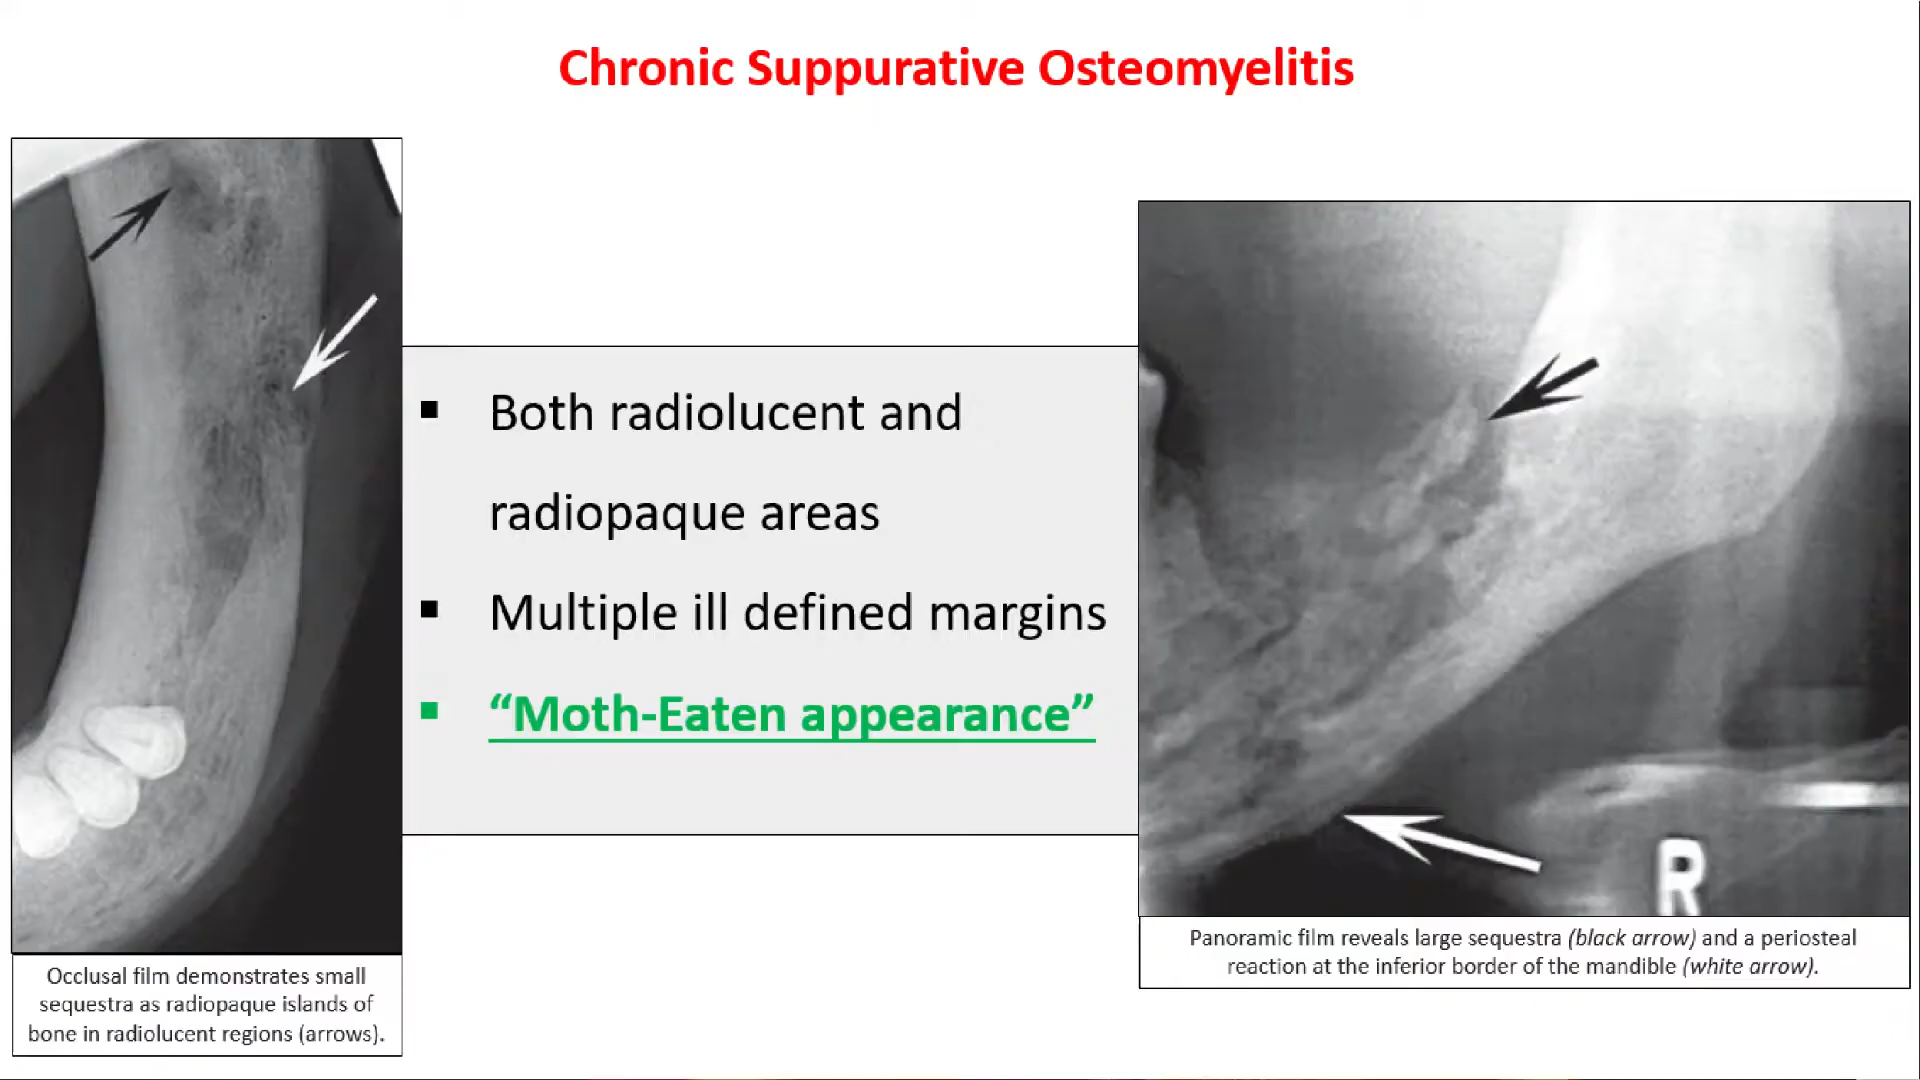 Chronic Suppurative Osteomyelitis
▪ Both radiolucent and
radiopaque areas
▪ Multiple ill defined margins
▪ “Moth-Eaten appearance”
Occlusal film demonstrates small
sequestra as radiopaque islands of
bone in radiolucent regions (arrows).
R
Panoramic film reveals large sequestra (black arrow) and a periosteal
reaction at the inferior border of the mandible (white arrow).